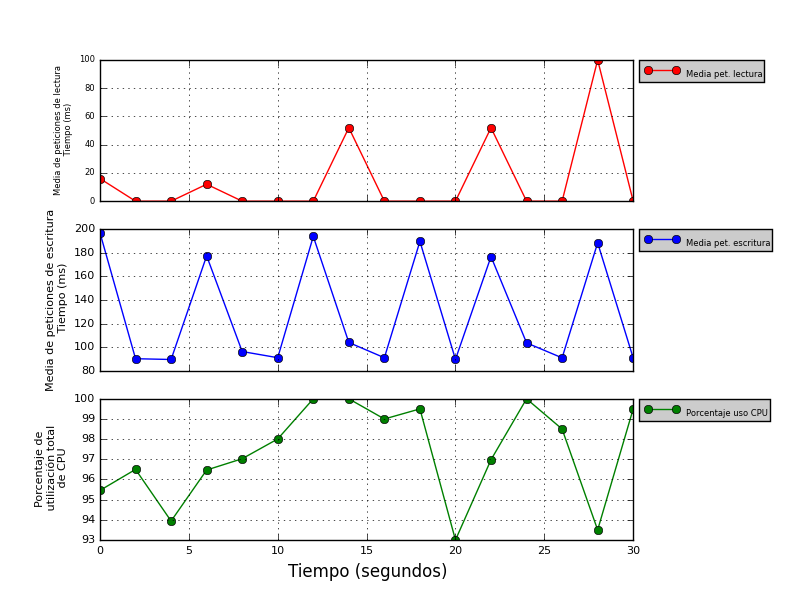 Media de peticiones de lectura
Tiempo (ms)
100
80
60
40
20
0
Media pet. lectura
Media de peticiones de escritura
Tiempo (ms)
200
180
160
140
120
100
80
Media pet. escritura
Porcentaje de
utilización total
de CPU
100
99
98
97
96
95
94
93
Porcentaje uso CPU
0 5 10 15 20 25 30
Tiempo (segundos)